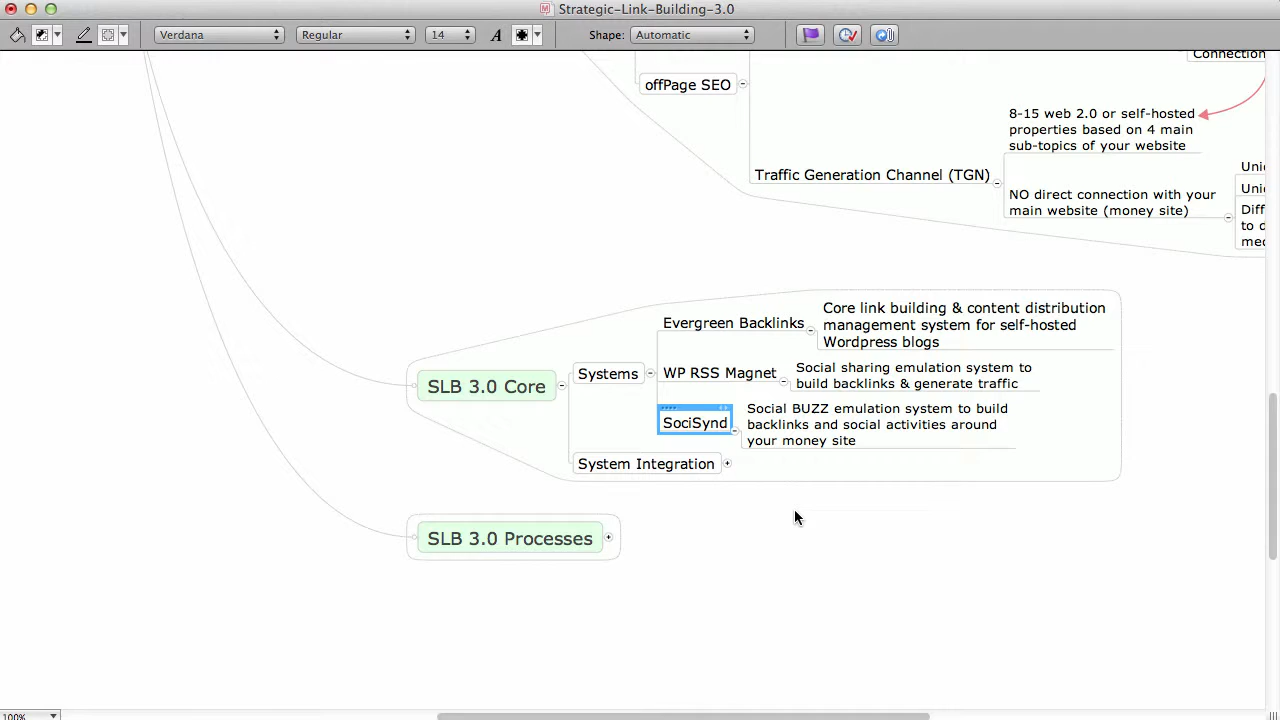 Strategic-Link-Building-3.0
Verdana
Regular
14
A
Shape:
Automatic
Connection
offPage SEO
8-15 web 2.0 or self-hosted
properties based on 4 main
sub-topics of your website
Traffic Generation Channel (TGN)
NO direct connection with your
main website (money site)
Evergreen Backlinks
Core link building & content distribution
management system for self-hosted
Wordpress blogs
SLB 3.0 Core
Systems
WP RSS Magnet
Social sharing emulation system to
build backlinks & generate traffic
SociSynd
Social BUZZ emulation system to build
backlinks and social activities around
your money site
System Integration
SLB 3.0 Processes
100%